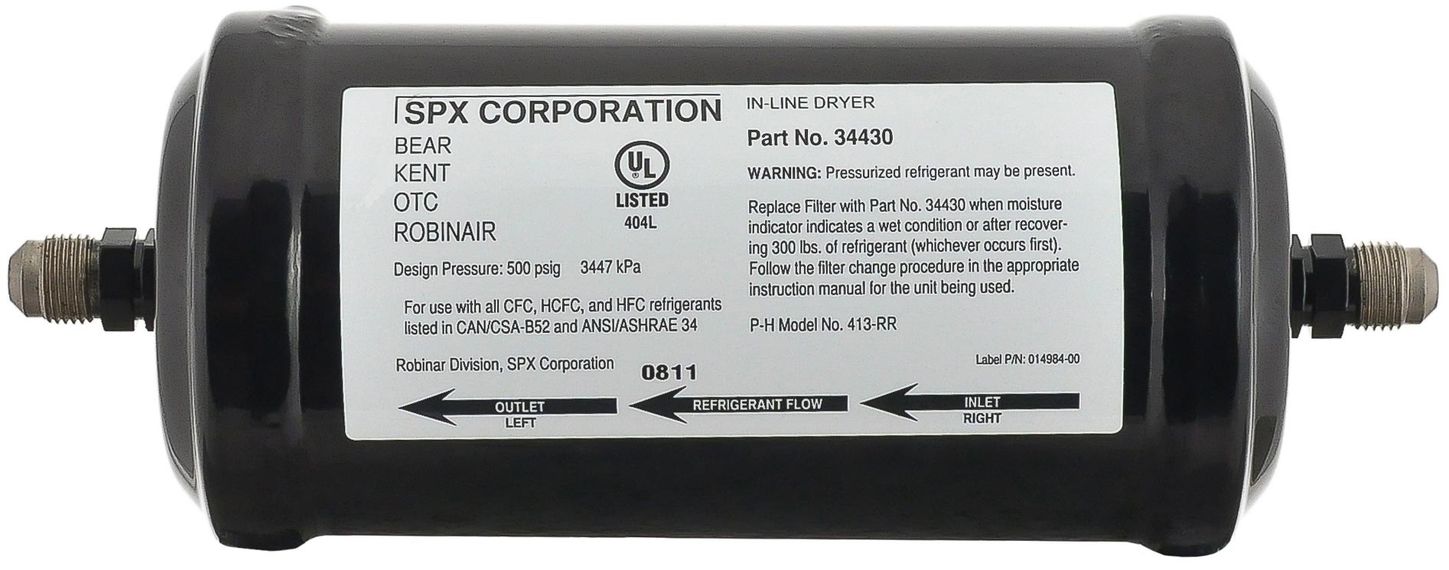 SPX CORPORATION
BEAR
KENT
OTC
ROBINAIR
UL
®
LISTED
404L
Design Pressure: 500 psig 3447 kPa
For use with all CFC, HCFC, and HFC refrigerants
listed in CAN/CSA-B52 and ANSI/ASHRAE 34
Robinar Division, SPX Corporation
0811
IN-LINE DRYER
Part No. 34430
WARNING: Pressurized refrigerant may be present.
Replace Filter with Part No. 34430 when moisture
indicator indicates a wet condition or after recover-
ing 300 lbs. of refrigerant (whichever occurs first).
Follow the filter change procedure in the appropriate
instruction manual for the unit being used.
P-H Model No. 413-RR
Label P/N: 014984-00
OUTLET
LEFT
REFRIGERANT FLOW
INLET
RIGHT